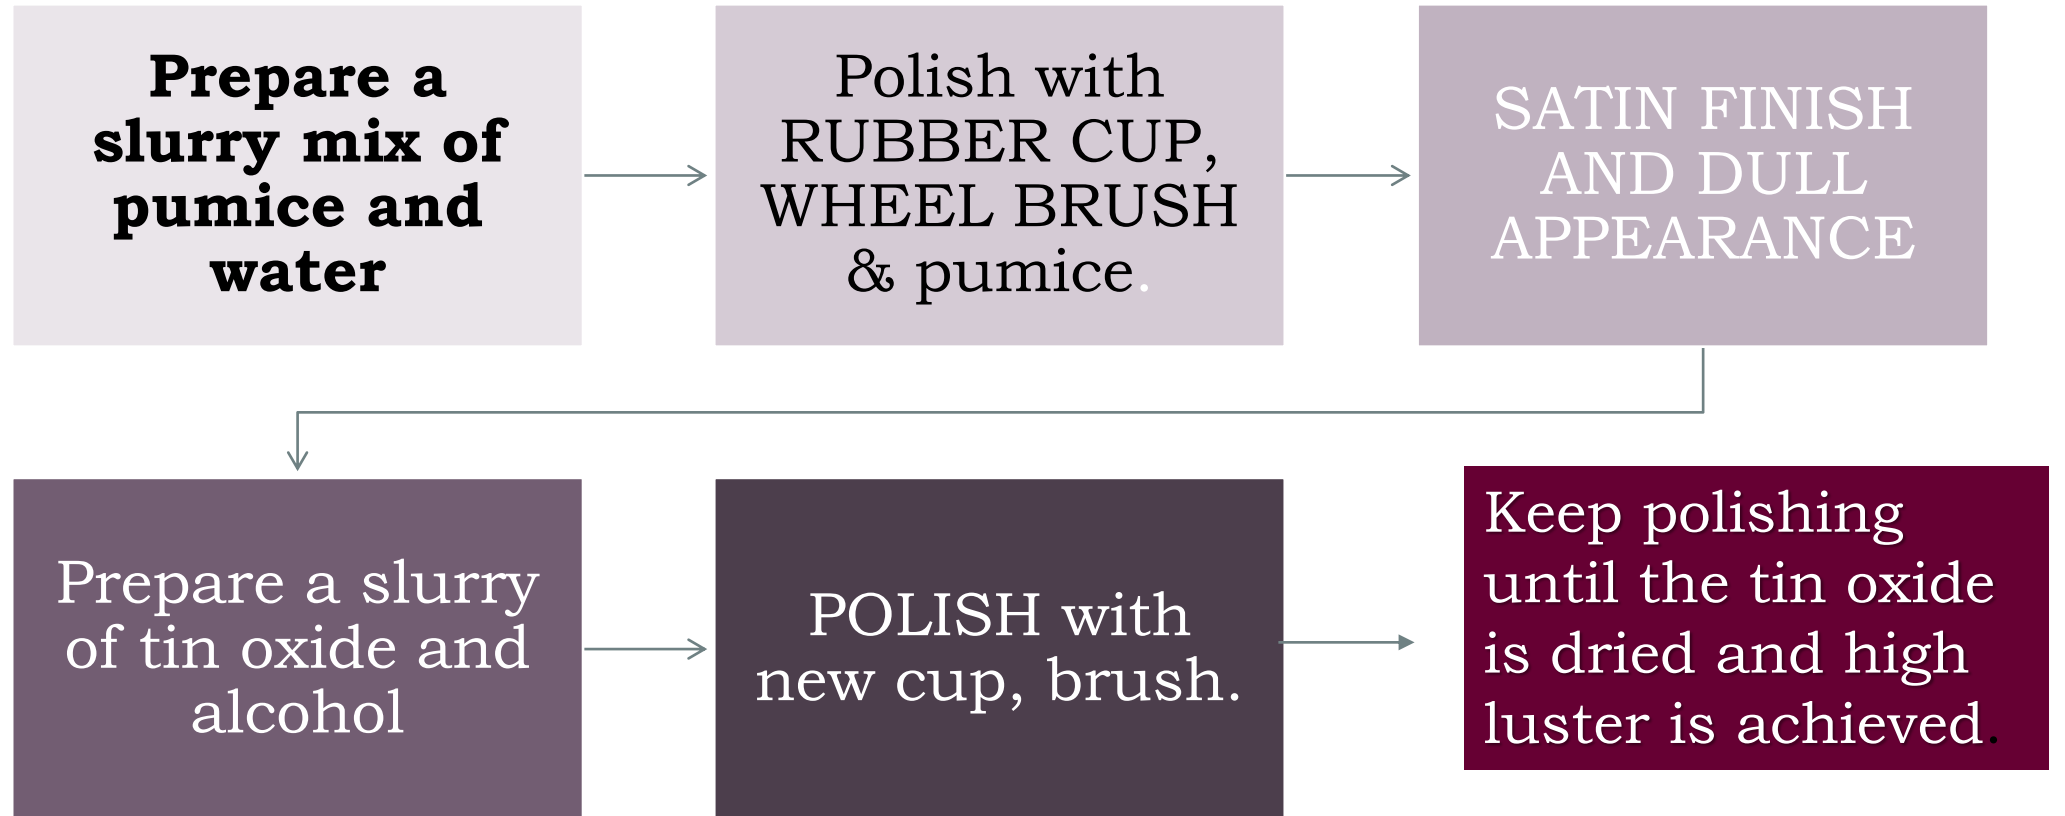 Prepare a
slurry mix of
pumice and
water
Polish with
RUBBER CUP,
WHEEL BRUSH
& pumice.
SATIN FINISH
AND DULL
APPEARANCE
Prepare a slurry
of tin oxide and
alcohol
POLISH with
new cup, brush.
Keep polishing
until the tin oxide
is dried and high
luster is achieved.